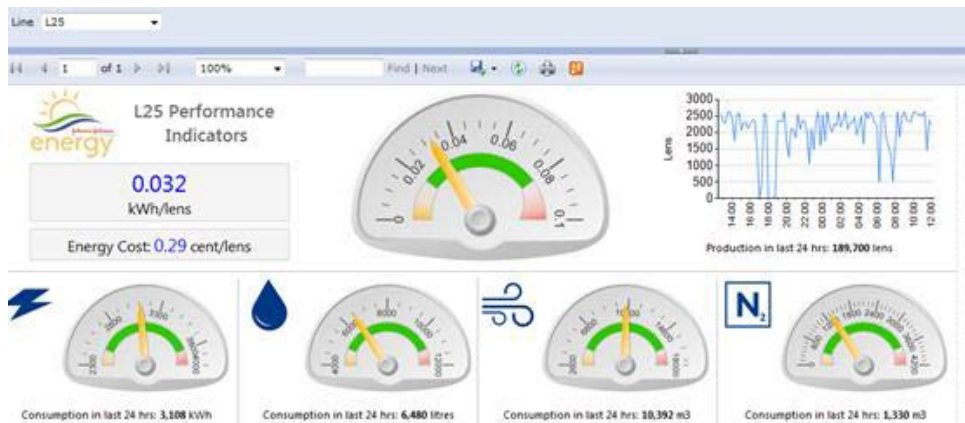 Line L25
1 of 1 100% Find | Next
energy
L25 Performance
Indicators
0.032
kWh/lens
Energy Cost: 0.29 cent/lens
0 0.02 0.04 0.06 0.08 0.1
Lens
3000
2500
2000
1500
1000
500
0
14:00 16:00 18:00 20:00 22:00 00:00 02:00 04:00 06:00 08:00 10:00 12:00
Production in last 24 hrs: 189,700 lens
4000 6000 8000 10000 12000
N2
Consumption in last 24 hrs: 3,108 kWh
Consumption in last 24 hrs: 6,480 litres
Consumption in last 24 hrs: 10,392 m3
Consumption in last 24 hrs: 1,330 m3